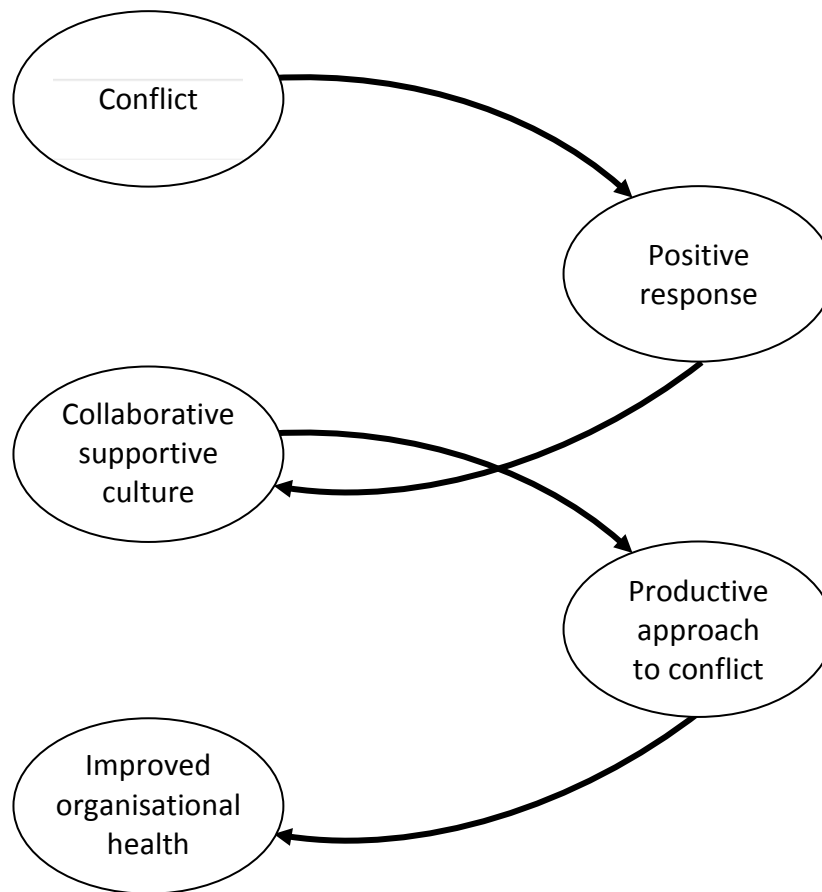 Conflict
Positive
response
Collaborative
supportive
culture
Productive
approach
to conflict
Improved
organisational
health